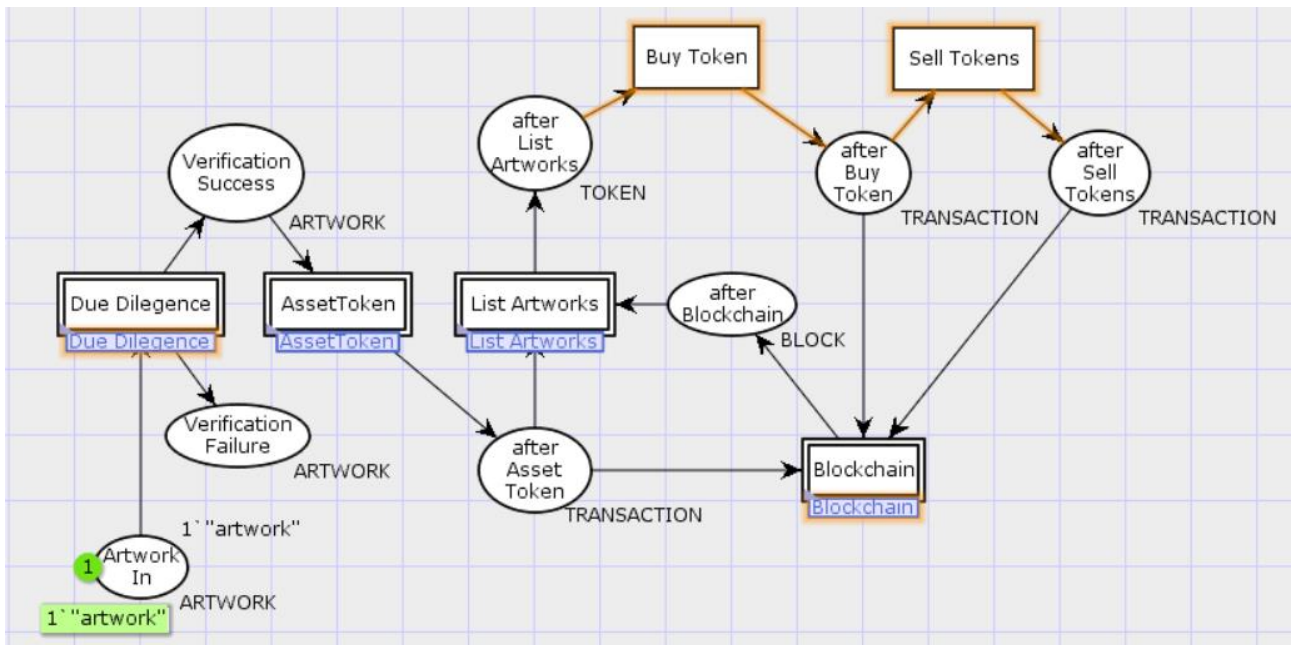 Buy Token
Sell Tokens
after
List
Artworks
TOKEN
Verification
Success
ARTWORK
after
Buy
Token
TRANSACTION
after
Sell
Tokens
TRANSACTION
Due Dilegence
Due Dilegence
AssetToken
AssetToken
List Artworks
List Artworks
after
Blockchain
BLOCK
Verification
Failure
ARTWORK
after
Asset
Token
TRANSACTION
Blockchain
Blockchain
1`"artwork"
1
Artwork
In
ARTWORK
1`"artwork"